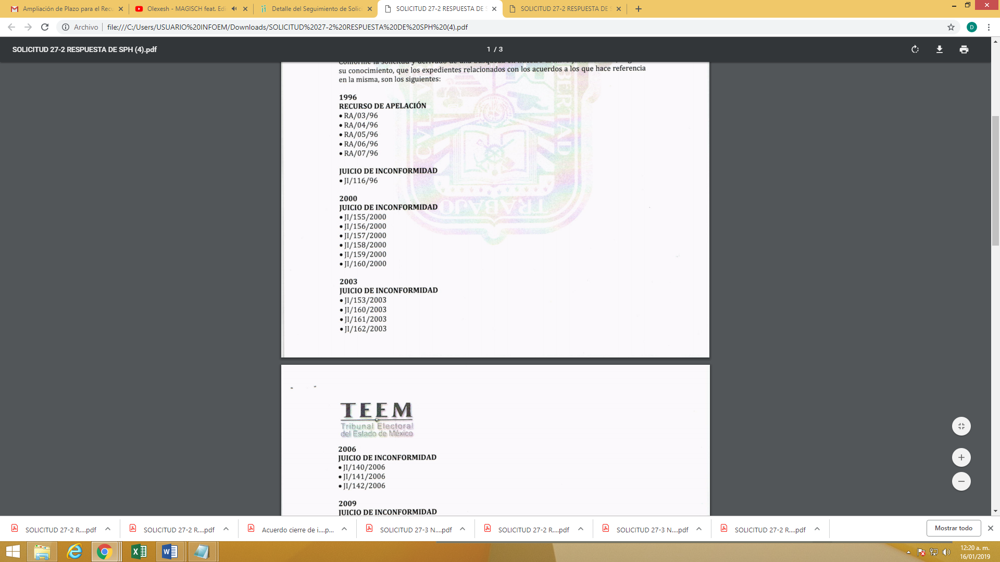 Ampliación de Plazo para el Recu
Olexesh - MAGISCH feat. Edi
Detalle del Seguimiento de Solic
SOLICITUD 27-2 RESPUESTA DE S
SOLICITUD 27-2 RESPUESTA DE S
Archivo
file:///C:/Users/USUARIO%20INFOEM/Downloads/SOLICITUD%2027-2%20RESPUESTA%20DE%20SPH%20(4).pdf
D
SOLICITUD 27-2 RESPUESTA DE SPH (4).pdf
1 / 3
Conforme la solicitud y derivado de una búsqueda en
su conocimiento, que los expedientes relacionados con los acuerdos a los que hace referencia
en la misma, son los siguientes:
LIBERTAD
TRABAJO
1996
RECURSO DE APELACIÓN
• RA/03/96
• RA/04/96
• RA/05/96
• RA/06/96
• RA/07/96
JUICIO DE INCONFORMIDAD
• JI/116/96
2000
JUICIO DE INCONFORMIDAD
• JI/155/2000
• JI/156/2000
• JI/157/2000
• JI/158/2000
• JI/159/2000
• JI/160/2000
2003
JUICIO DE INCONFORMIDAD
• JI/153/2003
• JI/160/2003
• JI/161/2003
• JI/162/2003
TEEM
Tribunal Electoral
del Estado de México
2006
JUICIO DE INCONFORMIDAD
• JI/140/2006
• JI/141/2006
• JI/142/2006
2009
JUICIO DE INCONFORMIDAD
SOLICITUD 27-2 R....pdf
SOLICITUD 27-2 R....pdf
Acuerdo cierre de i....p...
SOLICITUD 27-3 N....pdf
SOLICITUD 27-2 R....pdf
SOLICITUD 27-3 N....pdf
SOLICITUD 27-2 R....pdf
Mostrar todo
12:20 a. m.
16/01/2019